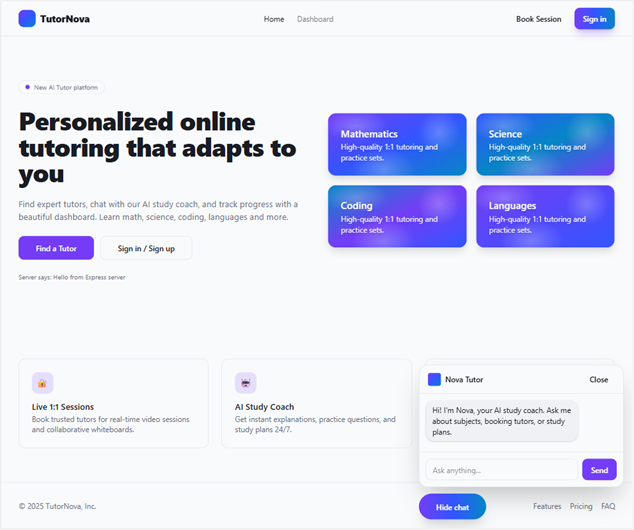 TutorNova
Home Dashboard
Book Session
Sign in
New AI Tutor platform
Personalized online
tutoring that adapts to
you
Find expert tutors, chat with our AI study coach, and track progress with a
beautiful dashboard. Learn math, science, coding, languages and more.
Find a Tutor
Sign in / Sign up
Server says: Hello from Express server
Mathematics
High-quality 1:1 tutoring and
practice sets.
Science
High-quality 1:1 tutoring and
practice sets.
Coding
High-quality 1:1 tutoring and
practice sets.
Languages
High-quality 1:1 tutoring and
practice sets.
Live 1:1 Sessions
Book trusted tutors for real-time video sessions
and collaborative whiteboards.
AI Study Coach
Get instant explanations, practice questions, and
study plans 24/7.
Nova Tutor
Close
Hi! I'm Nova, your AI study coach. Ask me
about subjects, booking tutors, or study
plans.
Ask anything...
Send
Hide chat
© 2025 TutorNova, Inc.
Features Pricing FAQ